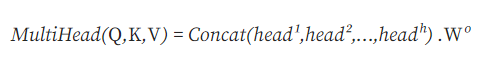 MultiHead(Q,K,V) = Concat(head¹,head²,...,headʰ) .Wᵒ